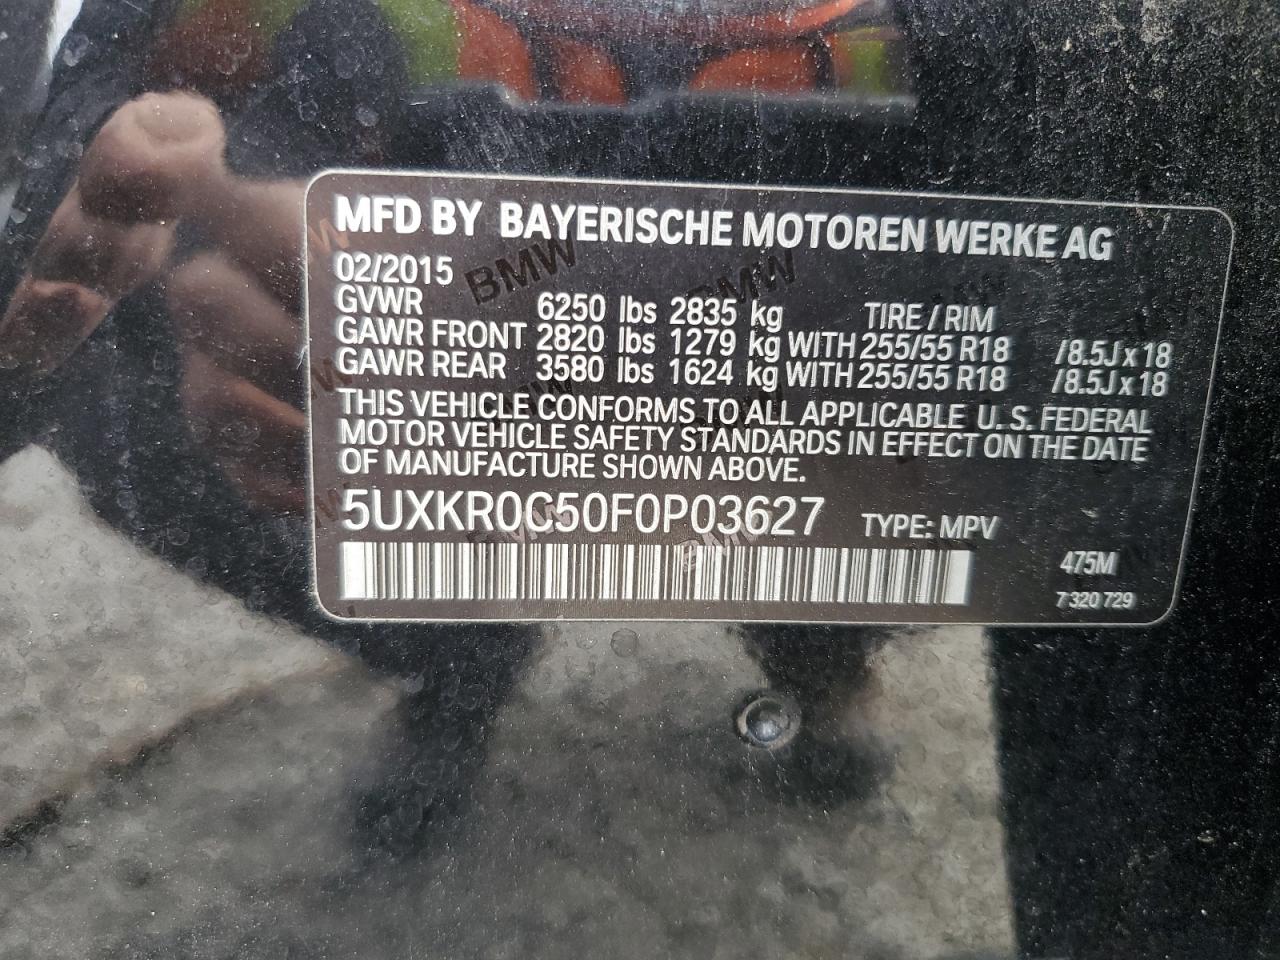 MFD BY BAYERISCHE MOTOREN WERKE AG
02/2015
GVWR 6250 lbs 2835 kg TIRE / RIM
GAWR FRONT 2820 lbs 1279 kg WITH 255/55 R18 /8.5J x 18
GAWR REAR 3580 lbs 1624 kg WITH 255/55 R18 /8.5J x 18
THIS VEHICLE CONFORMS TO ALL APPLICABLE U.S. FEDERAL
MOTOR VEHICLE SAFETY STANDARDS IN EFFECT ON THE DATE
OF MANUFACTURE SHOWN ABOVE.
5UXKR0C50F0P03627 TYPE: MPV
475M
7 320 729